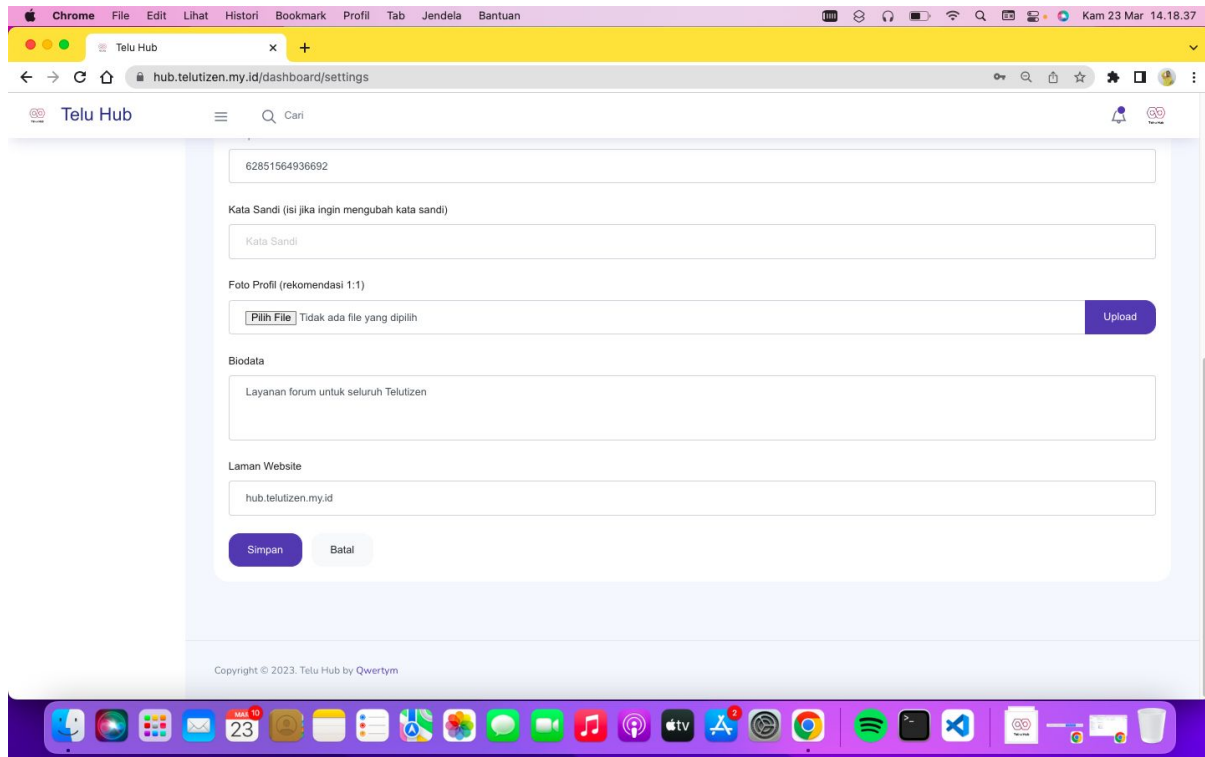 Chrome File Edit Lihat Histori Bookmark Profil Tab Jendela Bantuan Kam 23 Mar 14.18.37
Telu Hub
hub.telutizen.my.id/dashboard/settings
Telu Hub Cari
62851564936692
Kata Sandi (isi jika ingin mengubah kata sandi)
Kata Sandi
Foto Profil (rekomendasi 1:1)
Pilih File Tidak ada file yang dipilih Upload
Biodata
Layanan forum untuk seluruh Telutizen
Laman Website
hub.telutizen.my.id
Simpan Batal
Copyright © 2023. Telu Hub by Qwertym
MAR 10 2
23 tv